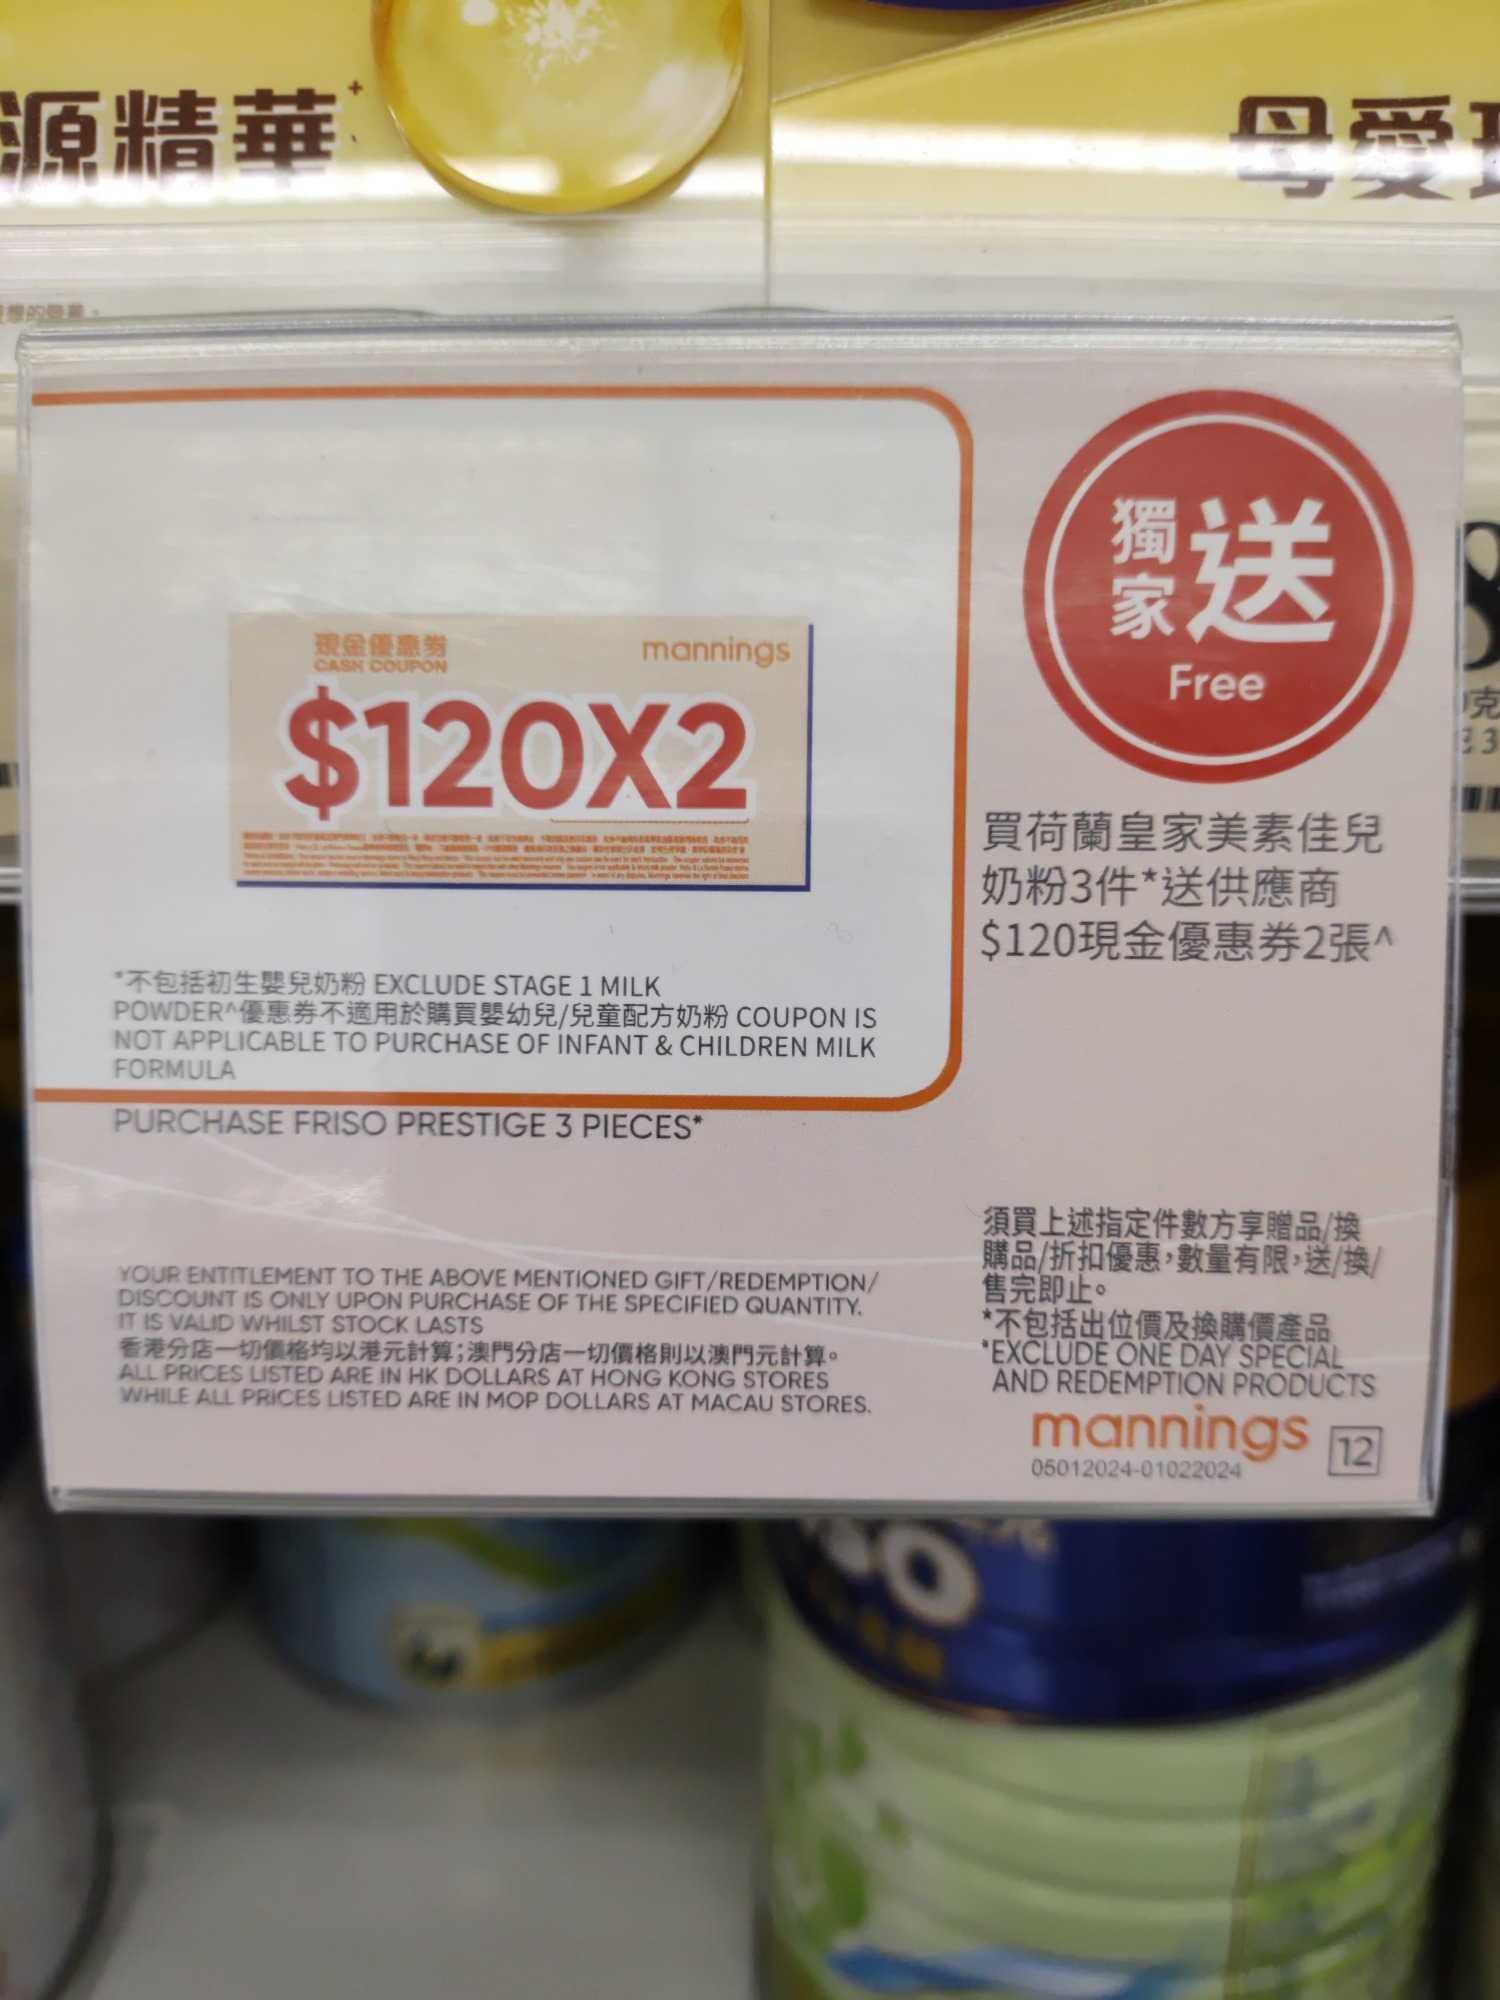 源精華+
母愛
想的營養。
獨家
送
Free
現金優惠券
CASH COUPON
mannings
$120X2
買荷蘭皇家美素佳兒
奶粉3件*送供應商
$120現金優惠券2張^
*不包括初生嬰兒奶粉 EXCLUDE STAGE 1 MILK
POWDER^優惠券不適用於購買嬰幼兒/兒童配方奶粉 COUPON IS
NOT APPLICABLE TO PURCHASE OF INFANT & CHILDREN MILK
FORMULA
PURCHASE FRISO PRESTIGE 3 PIECES*
YOUR ENTITLEMENT TO THE ABOVE MENTIONED GIFT/REDEMPTION/
DISCOUNT IS ONLY UPON PURCHASE OF THE SPECIFIED QUANTITY.
IT IS VALID WHILST STOCK LASTS
香港分店一切價格均以港元計算;澳門分店一切價格則以澳門元計算。
ALL PRICES LISTED ARE IN HK DOLLARS AT HONG KONG STORES
WHILE ALL PRICES LISTED ARE IN MOP DOLLARS AT MACAU STORES.
須買上述指定件數方享贈品/換
購品/折扣優惠,數量有限,送/換/
售完即止。
*不包括出位價及換購價產品
*EXCLUDE ONE DAY SPECIAL
AND REDEMPTION PRODUCTS
mannings
12
05012024-01022024